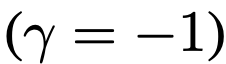 (γ = −1)